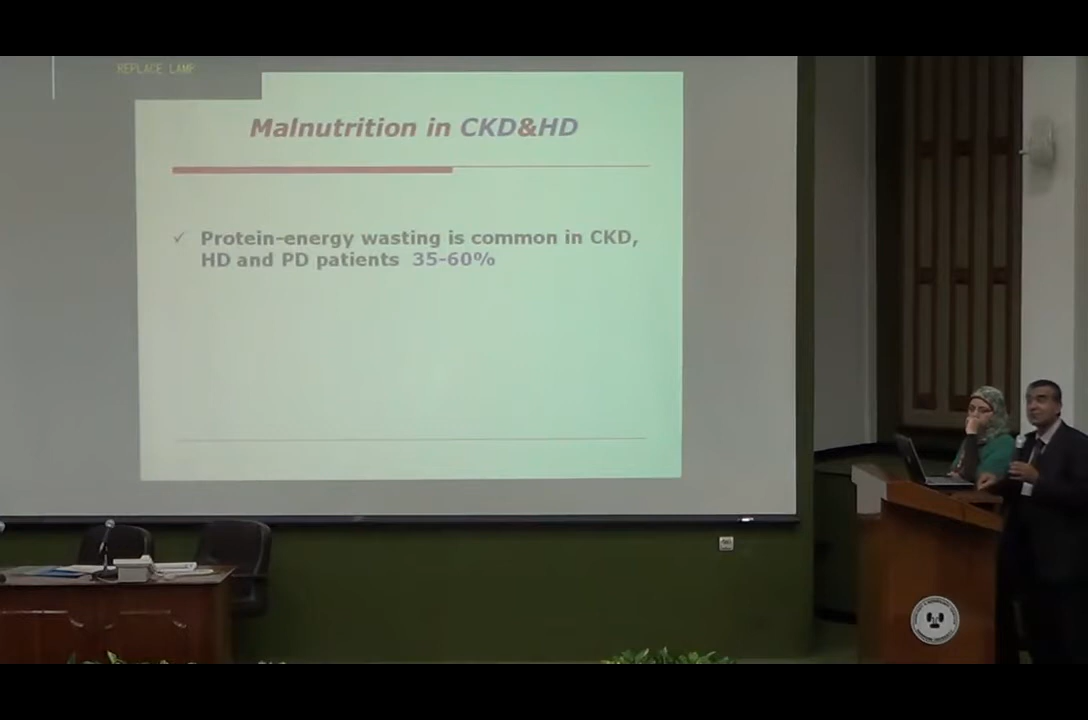 REPLACE LAMP
Malnutrition in CKD&HD
✓ Protein-energy wasting is common in CKD,
HD and PD patients 35-60%